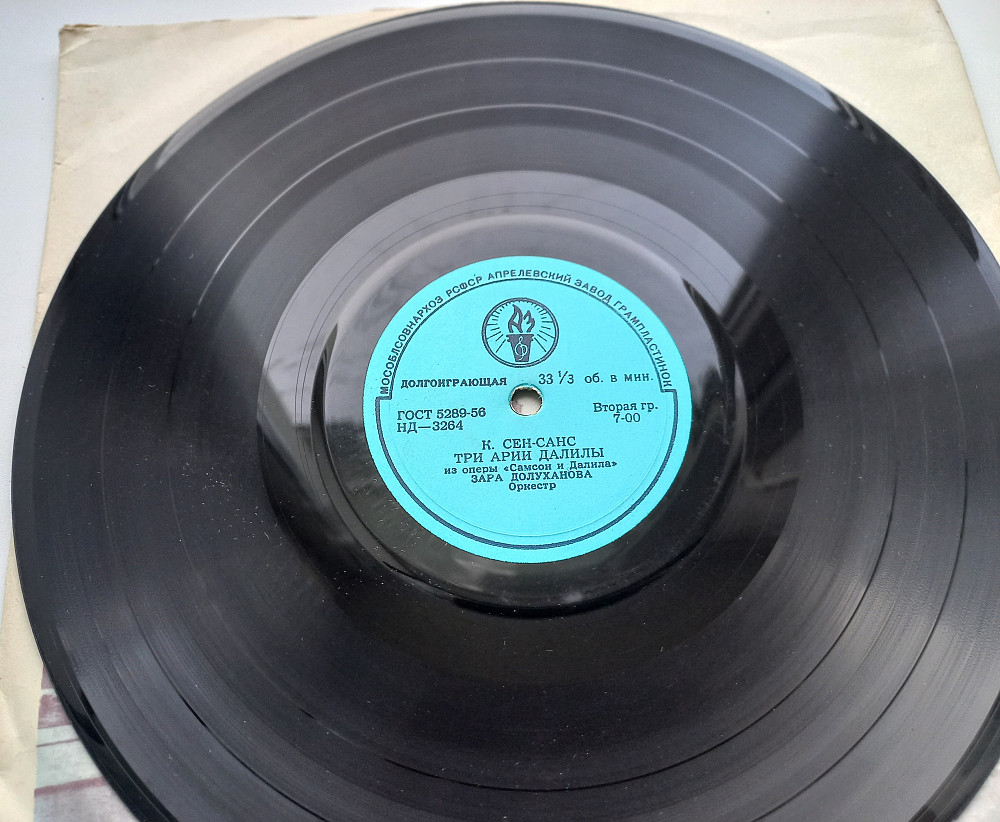 МОСОБЛСОВНАРХОЗ РСФСР АПРЕЛЕВСКИЙ ЗАВОД ГРАМПЛАСТИНОК
АЗ
ДОЛГОИГРАЮЩАЯ 33 1/3 об. в мин.
ГОСТ 5289-56 Вторая гр.
НД—3264 7-00
К. СЕН-САНС
ТРИ АРИИ ДАЛИЛЫ
из оперы «Самсон и Далила»
ЗАРА ДОЛУХАНОВА
Оркестр